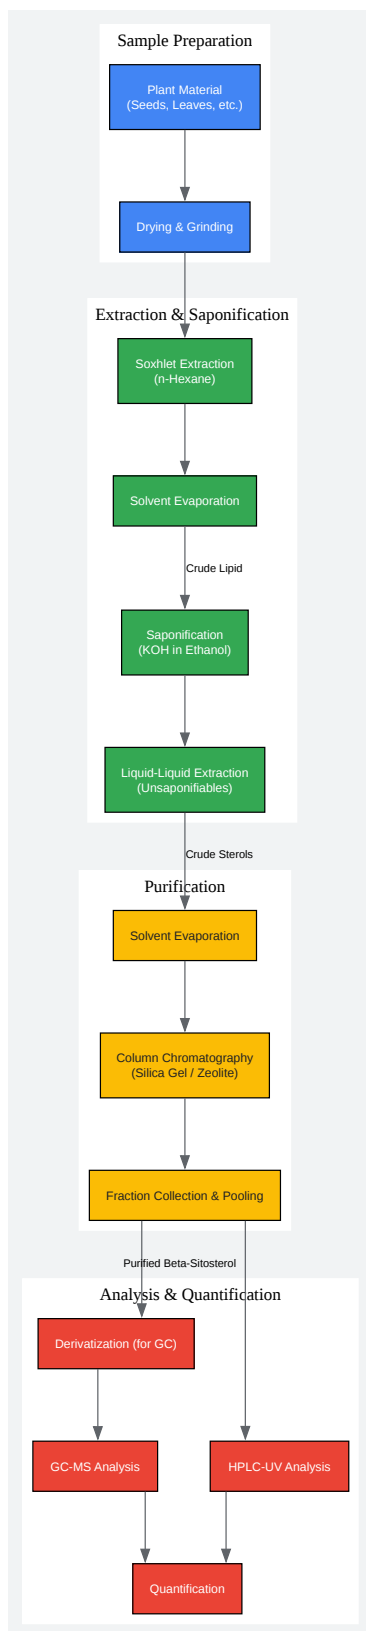 Sample Preparation
Plant Material
(Seeds, Leaves, etc.)
Drying & Grinding
Extraction & Saponification
Soxhlet Extraction
(n-Hexane)
Solvent Evaporation
Crude Lipid
Saponification
(KOH in Ethanol)
Liquid-Liquid Extraction
(Unsaponifiables)
Crude Sterols
Purification
Solvent Evaporation
Column Chromatography
(Silica Gel / Zeolite)
Fraction Collection & Pooling
Purified Beta-Sitosterol
Analysis & Quantification
Derivatization (for GC)
GC-MS Analysis
HPLC-UV Analysis
Quantification